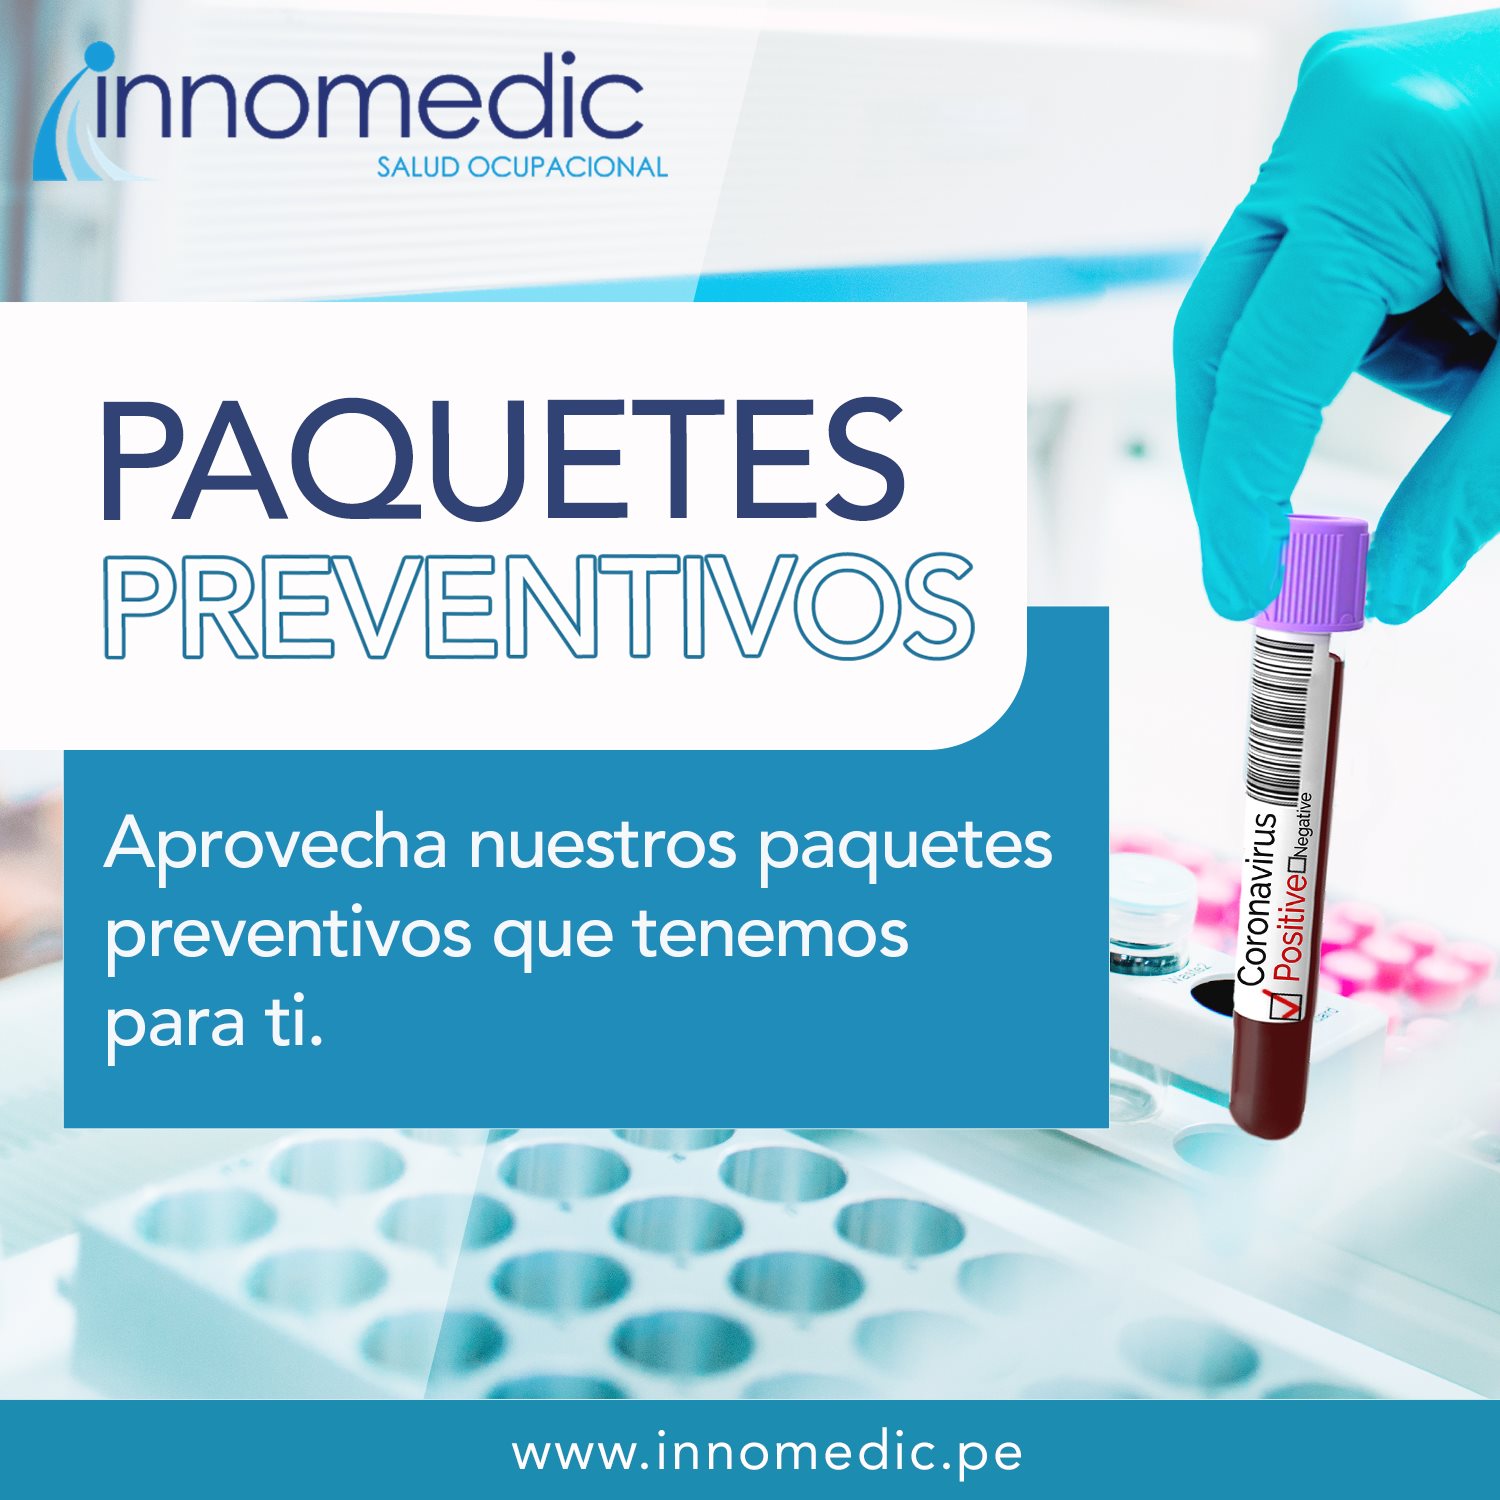 innomedic
SALUD OCUPACIONAL
PAQUETES
PREVENTIVOS
Aprovecha nuestros paquetes
preventivos que tenemos
para ti.
Coronavirus
Positive Negative
www.innomedic.pe